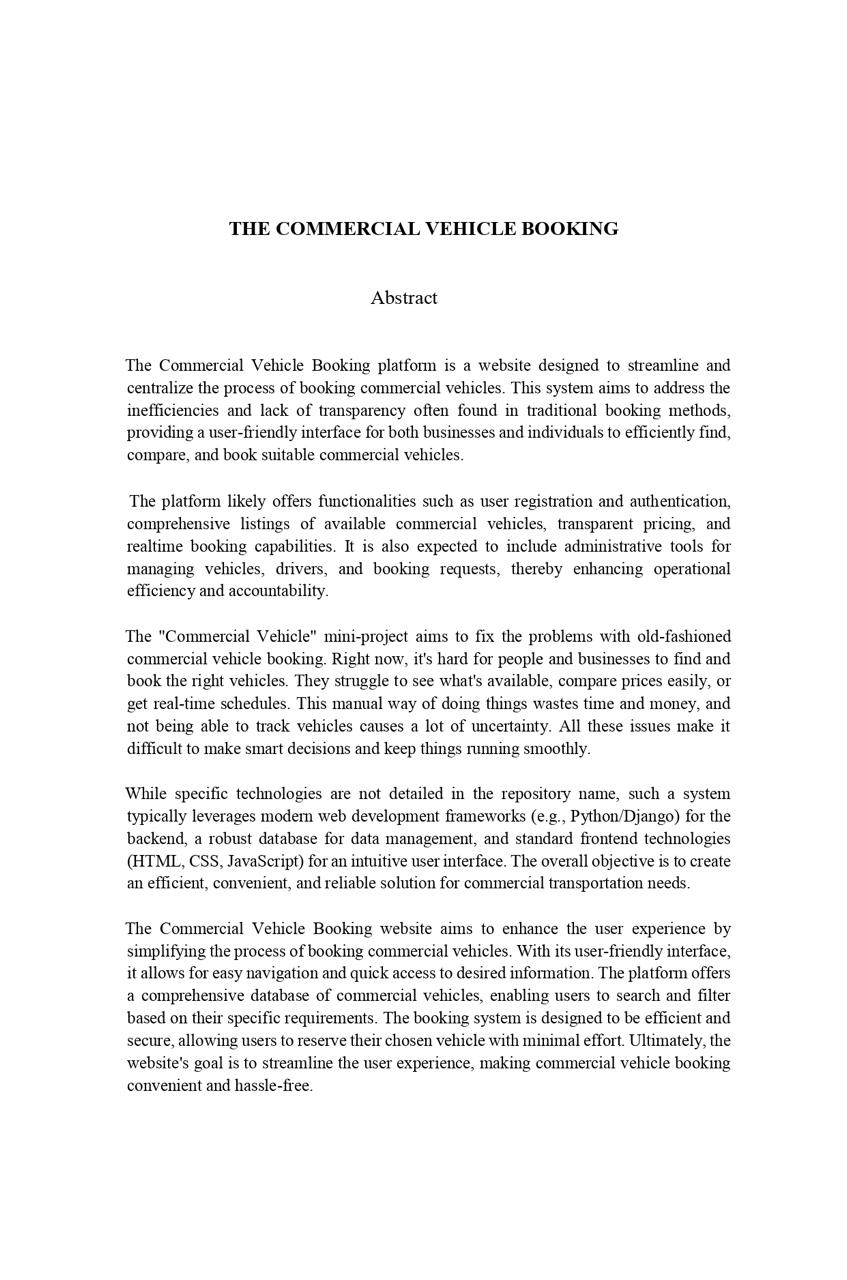 THE COMMERCIAL VEHICLE BOOKING
Abstract
The Commercial Vehicle Booking platform is a website designed to streamline and
centralize the process of booking commercial vehicles. This system aims to address the
inefficiencies and lack of transparency often found in traditional booking methods,
providing a user-friendly interface for both businesses and individuals to efficiently find,
compare, and book suitable commercial vehicles.
The platform likely offers functionalities such as user registration and authentication,
comprehensive listings of available commercial vehicles, transparent pricing, and
realtime booking capabilities. It is also expected to include administrative tools for
managing vehicles, drivers, and booking requests, thereby enhancing operational
efficiency and accountability.
The "Commercial Vehicle" mini-project aims to fix the problems with old-fashioned
commercial vehicle booking. Right now, it's hard for people and businesses to find and
book the right vehicles. They struggle to see what's available, compare prices easily, or
get real-time schedules. This manual way of doing things wastes time and money, and
not being able to track vehicles causes a lot of uncertainty. All these issues make it
difficult to make smart decisions and keep things running smoothly.
While specific technologies are not detailed in the repository name, such a system
typically leverages modern web development frameworks (e.g., Python/Django) for the
backend, a robust database for data management, and standard frontend technologies
(HTML, CSS, JavaScript) for an intuitive user interface. The overall objective is to create
an efficient, convenient, and reliable solution for commercial transportation needs.
The Commercial Vehicle Booking website aims to enhance the user experience by
simplifying the process of booking commercial vehicles. With its user-friendly interface,
it allows for easy navigation and quick access to desired information. The platform offers
a comprehensive database of commercial vehicles, enabling users to search and filter
based on their specific requirements. The booking system is designed to be efficient and
secure, allowing users to reserve their chosen vehicle with minimal effort. Ultimately, the
website's goal is to streamline the user experience, making commercial vehicle booking
convenient and hassle-free.